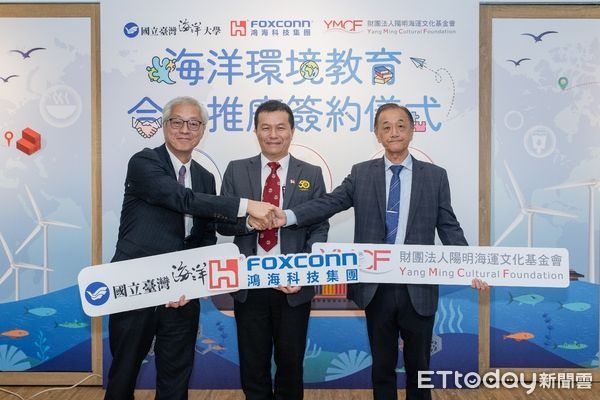 國立臺灣海洋大學
FOXCONN
鴻海科技集團
YMCF
財團法人陽明海運文化基金會
Yang Ming Cultural Foundation
海洋環境教育
推廣簽約儀式
國立臺灣海洋
FOXCONN
鴻海科技集團
CF
財團法人陽明海運文化基金會
Yang Ming Cultural Foundation
ETtoday新聞雲